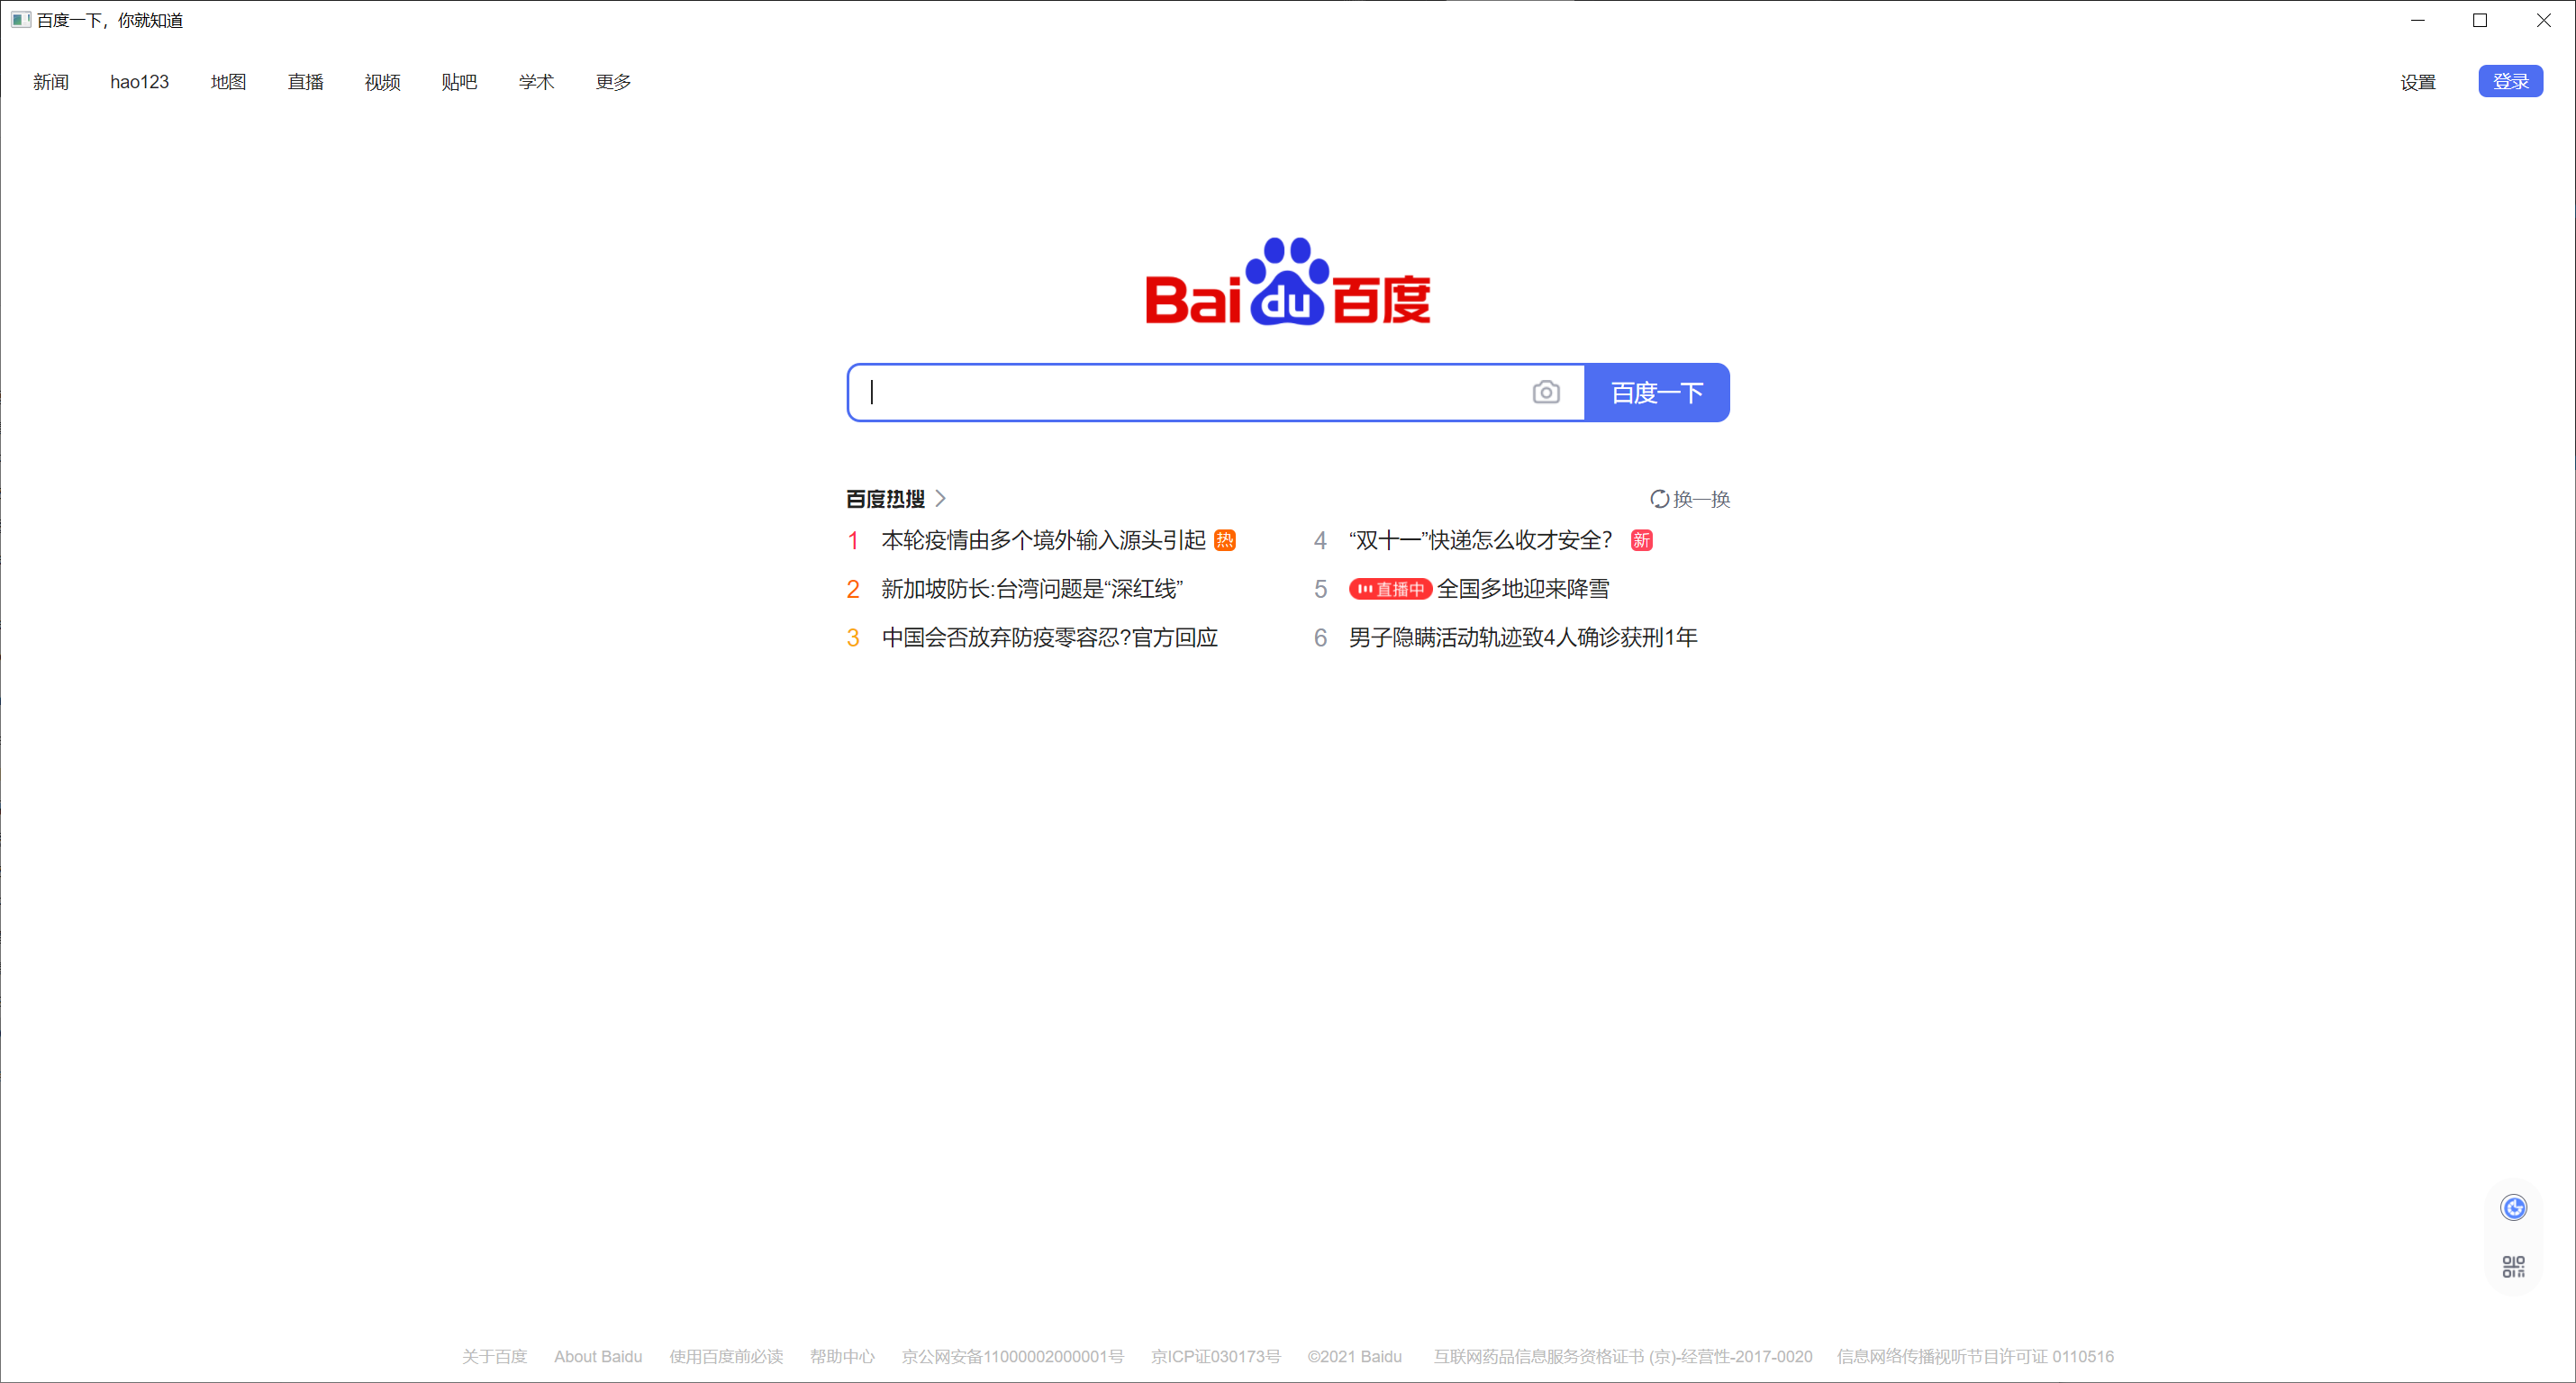 百度一下，你就知道
新闻 hao123 地图 直播 视频 贴吧 学术 更多 设置 登录
Bai du 百度
百度一下
百度热搜 换一换
1 本轮疫情由多个境外输入源头引起 热
4 “双十一”快递怎么收才安全？ 新
2 新加坡防长:台湾问题是“深红线”
5 直播中 全国多地迎来降雪
3 中国会否放弃防疫零容忍?官方回应
6 男子隐瞒活动轨迹致4人确诊获刑1年
关于百度 About Baidu 使用百度前必读 帮助中心 京公网安备11000002000001号 京ICP证030173号 ©2021 Baidu 互联网药品信息服务资格证书 (京)-经营性-2017-0020 信息网络传播视听节目许可证 0110516